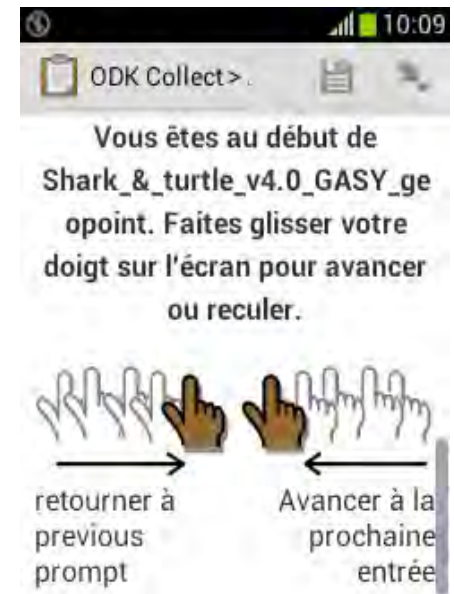 10:09
ODK Collect > .
Vous êtes au début de
Shark_&_turtle_v4.0_GASY_ge
opoint. Faites glisser votre
doigt sur l'écran pour avancer
ou reculer.
retourner à
previous
prompt
Avancer à la
prochaine
entrée